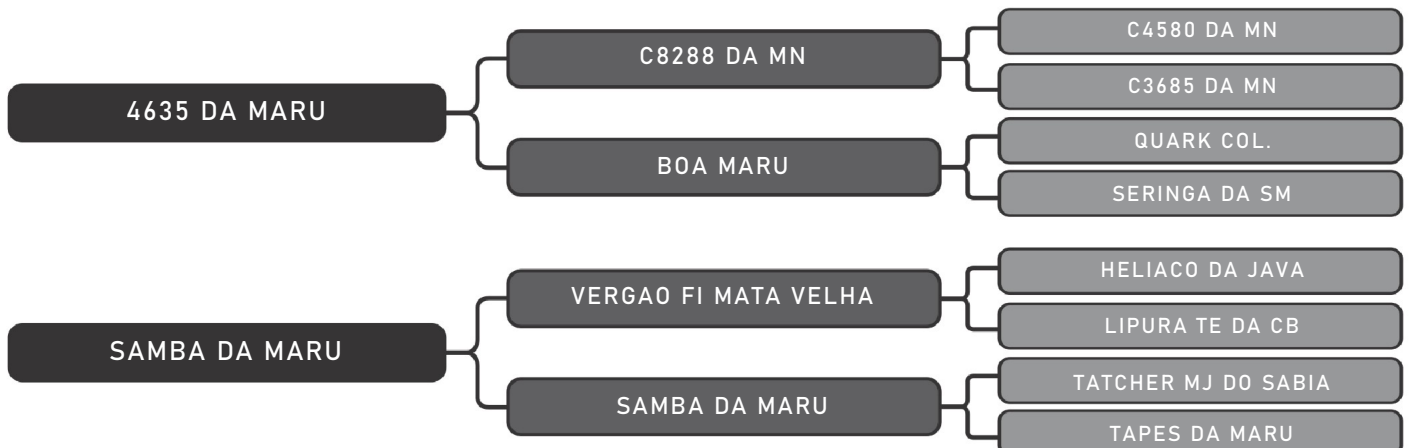 4635 DA MARU
C8288 DA MN
BOA MARU
C4580 DA MN
C3685 DA MN
QUARK COL.
SERINGA DA SM
SAMBA DA MARU
VERGAO FI MATA VELHA
SAMBA DA MARU
HELIACO DA JAVA
LIPURA TE DA CB
TATCHER MJ DO SABIA
TAPES DA MARU